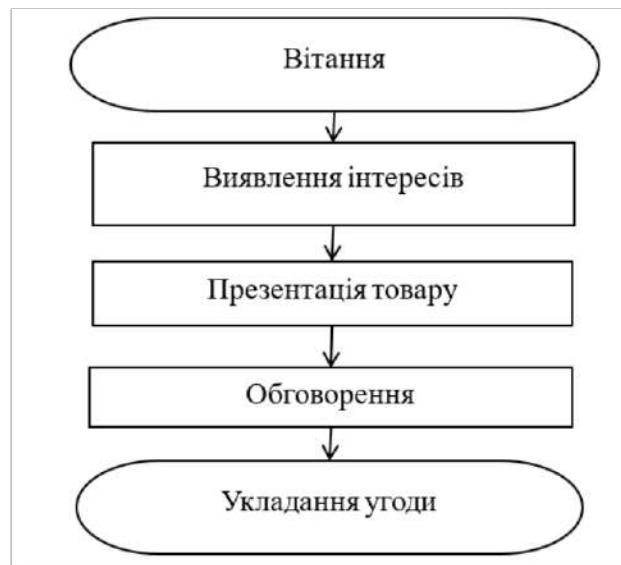 Вітання
Виявлення інтересів
Презентація товару
Обговорення
Укладання угоди